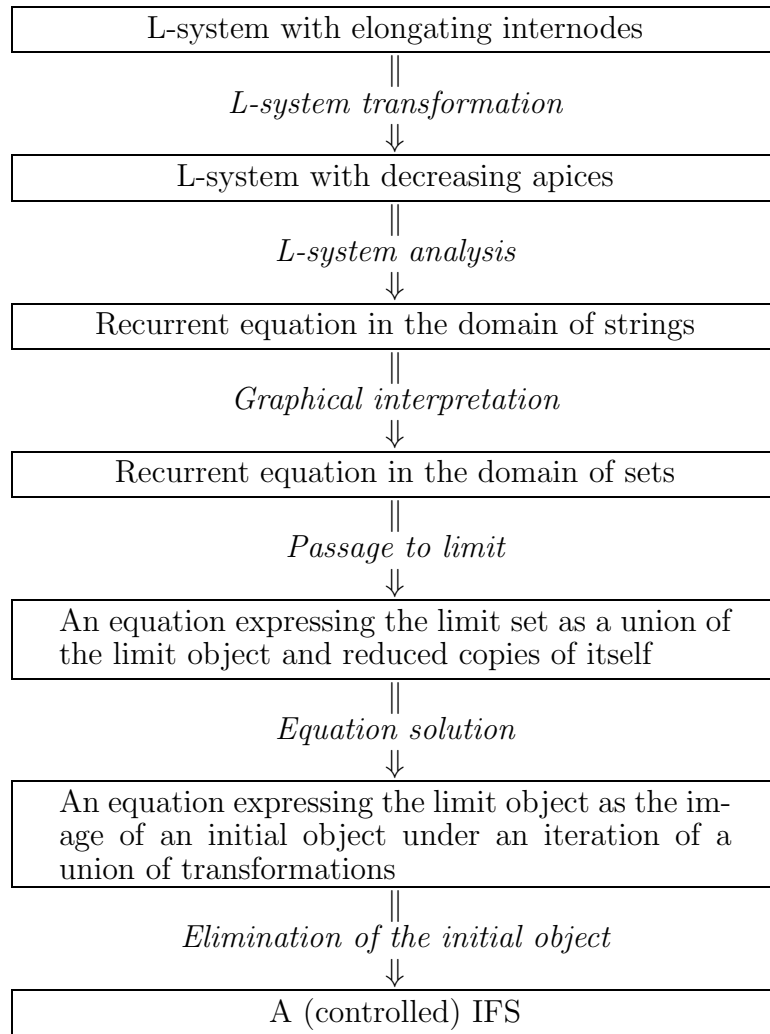 L-system with elongating internodes
L-system transformation
L-system with decreasing apices
L-system analysis
Recurrent equation in the domain of strings
Graphical interpretation
Recurrent equation in the domain of sets
Passage to limit
An equation expressing the limit set as a union of
the limit object and reduced copies of itself
Equation solution
An equation expressing the limit object as the im-
age of an initial object under an iteration of a
union of transformations
Elimination of the initial object
A (controlled) IFS